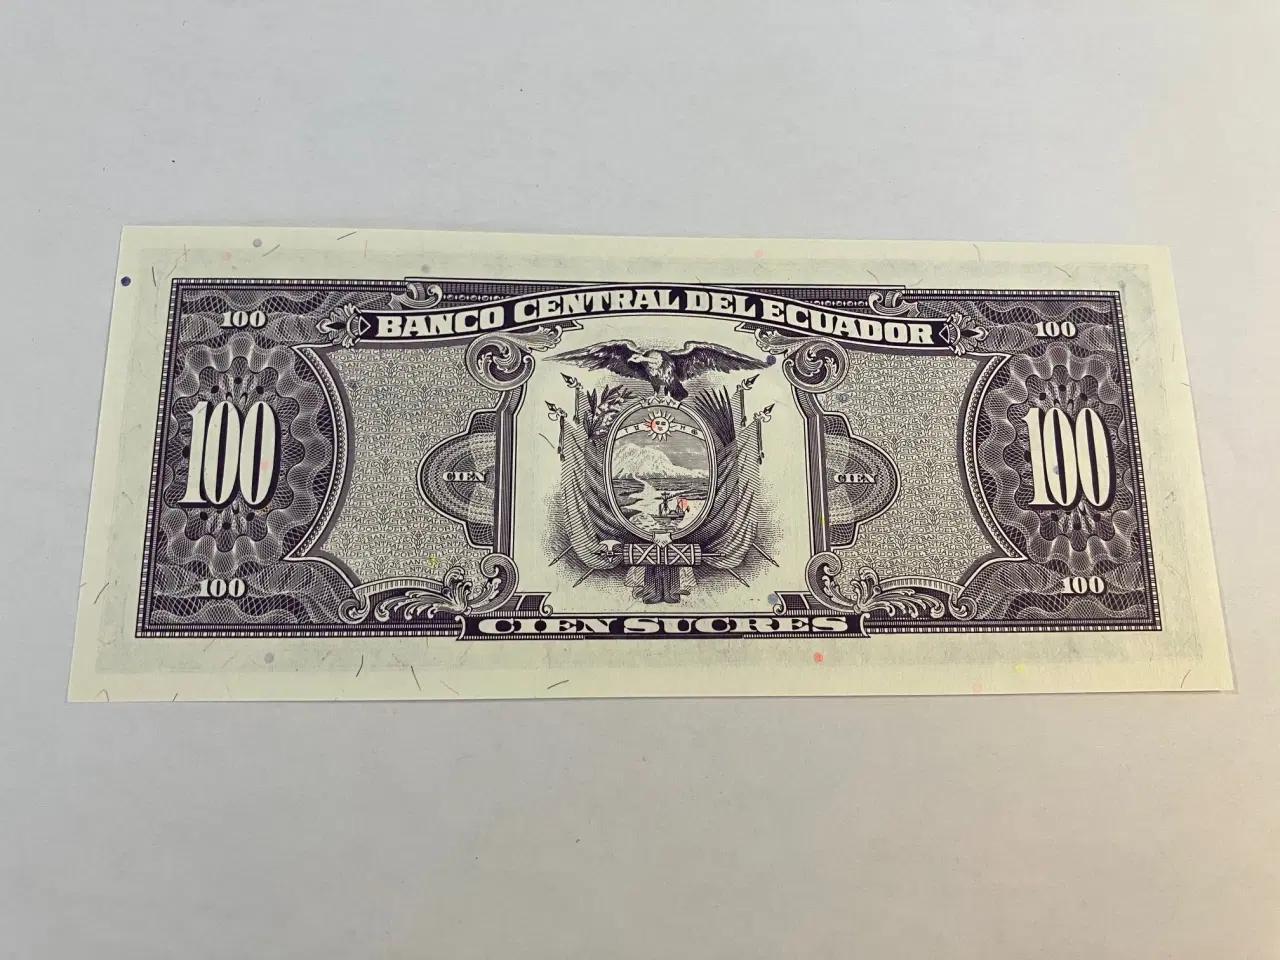 BANCO CENTRAL DEL ECUADOR
100 100
100 100
CIEN CIEN
100 100
CIEN SUCRES